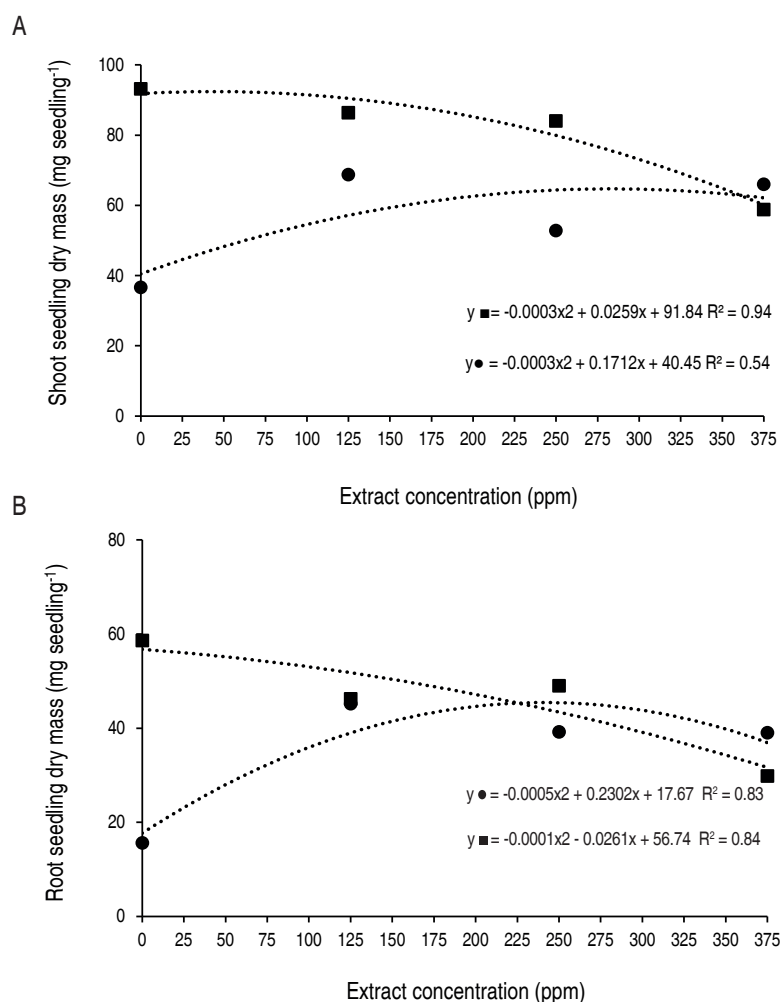 A
Shoot seedling dry mass (mg seedling-1)
100
80
60
40
20
0
y ■= -0.0003x2 + 0.0259x + 91.84 R² = 0.94
y● = -0.0003x2 + 0.1712x + 40.45 R² = 0.54
0 25 50 75 100 125 150 175 200 225 250 275 300 325 350 375
Extract concentration (ppm)
B
Root seedling dry mass (mg seedling-1)
80
60
40
20
0
y ● = -0.0005x2 + 0.2302x + 17.67 R² = 0.83
y ■ = -0.0001x2 - 0.0261x + 56.74 R² = 0.84
0 25 50 75 100 125 150 175 200 225 250 275 300 325 350 375
Extract concentration (ppm)